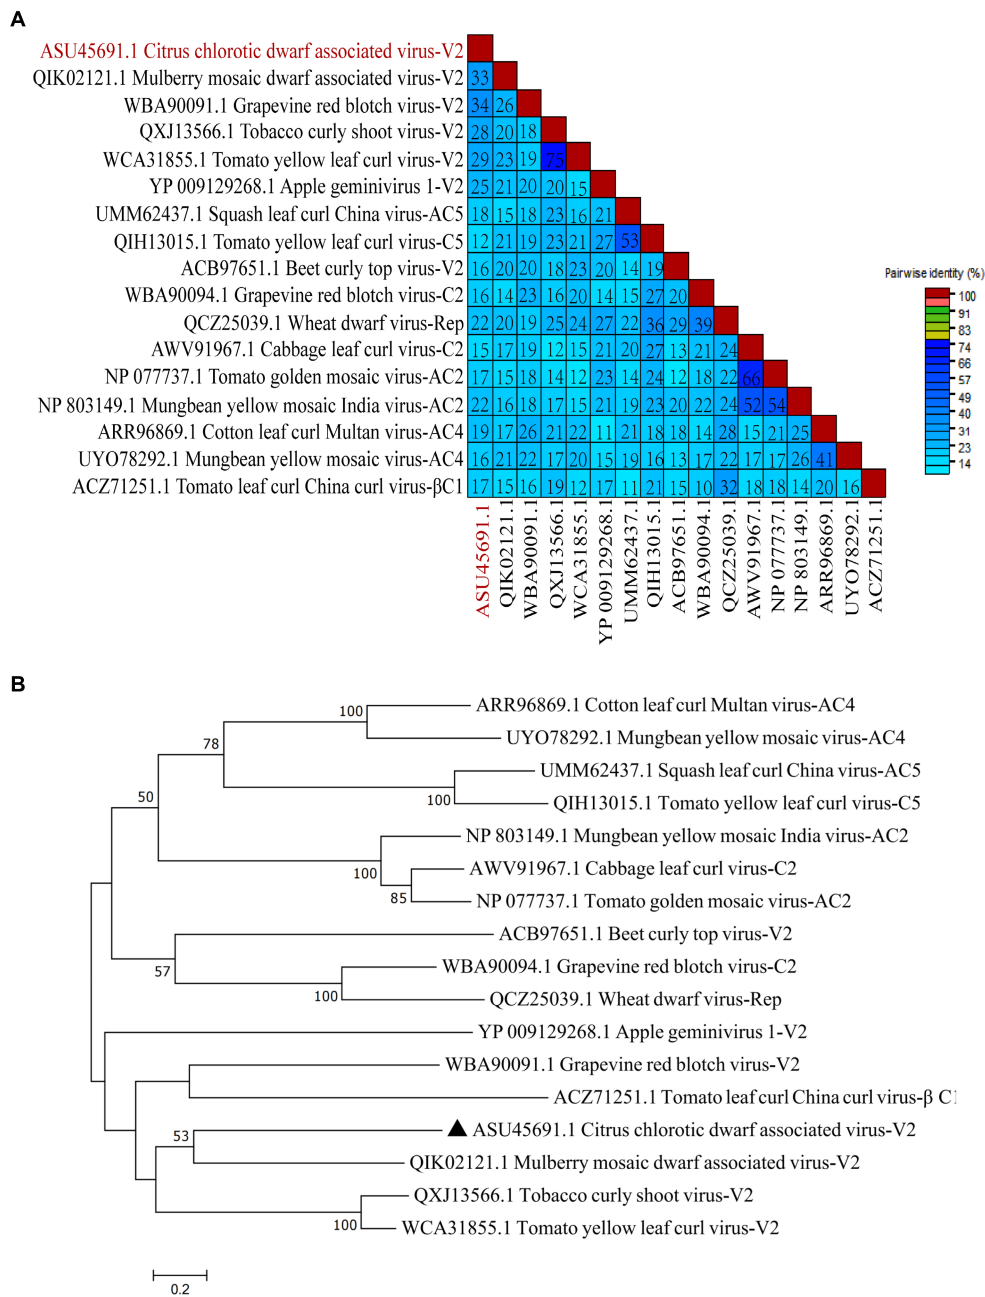 A
ASU45691.1 Citrus chlorotic dwarf associated virus-V2
QIK02121.1 Mulberry mosaic dwarf associated virus-V2 33
WBA90091.1 Grapevine red blotch virus-V2 34 26
QXJ13566.1 Tobacco curly shoot virus-V2 28 20 18
WCA31855.1 Tomato yellow leaf curl virus-V2 29 23 19 75
YP 009129268.1 Apple geminivirus 1-V2 25 21 20 20 15
UMM62437.1 Squash leaf curl China virus-AC5 18 15 18 23 16 21
QIH13015.1 Tomato yellow leaf curl virus-C5 12 21 19 23 21 27 53
ACB97651.1 Beet curly top virus-V2 16 20 20 18 23 20 14 19
WBA90094.1 Grapevine red blotch virus-C2 16 14 23 16 20 14 15 27 20
QCZ25039.1 Wheat dwarf virus-Rep 22 20 19 25 24 27 22 36 29 39
AWV91967.1 Cabbage leaf curl virus-C2 15 17 19 12 15 21 20 27 13 21 24
NP 077737.1 Tomato golden mosaic virus-AC2 17 15 18 14 12 23 14 24 12 18 22 66
NP 803149.1 Mungbean yellow mosaic India virus-AC2 22 16 18 17 15 21 19 23 20 22 24 52 54
ARR96869.1 Cotton leaf curl Multan virus-AC4 19 17 26 21 22 11 21 18 18 14 28 15 21 25
UYO78292.1 Mungbean yellow mosaic virus-AC4 16 21 22 17 20 15 19 16 13 17 22 17 17 26 41
ACZ71251.1 Tomato leaf curl China curl virus-βC1 17 15 16 19 12 17 11 21 15 10 32 18 18 14 20 16
ASU45691.1
QIK02121.1
WBA90091.1
QXJ13566.1
WCA31855.1
YP 009129268.1
UMM62437.1
QIH13015.1
ACB97651.1
WBA90094.1
QCZ25039.1
AWV91967.1
NP 077737.1
NP 803149.1
ARR96869.1
UYO78292.1
ACZ71251.1
Pairwise identity (%)
100
91
83
74
66
57
49
40
31
23
14
B
ARR96869.1 Cotton leaf curl Multan virus-AC4
100
UYO78292.1 Mungbean yellow mosaic virus-AC4
78
UMM62437.1 Squash leaf curl China virus-AC5
100
QIH13015.1 Tomato yellow leaf curl virus-C5
50
NP 803149.1 Mungbean yellow mosaic India virus-AC2
100
AWV91967.1 Cabbage leaf curl virus-C2
85
NP 077737.1 Tomato golden mosaic virus-AC2
ACB97651.1 Beet curly top virus-V2
57
WBA90094.1 Grapevine red blotch virus-C2
100
QCZ25039.1 Wheat dwarf virus-Rep
YP 009129268.1 Apple geminivirus 1-V2
WBA90091.1 Grapevine red blotch virus-V2
ACZ71251.1 Tomato leaf curl China curl virus-β C1
ASU45691.1 Citrus chlorotic dwarf associated virus-V2
53
QIK02121.1 Mulberry mosaic dwarf associated virus-V2
QXJ13566.1 Tobacco curly shoot virus-V2
100
WCA31855.1 Tomato yellow leaf curl virus-V2
0.2